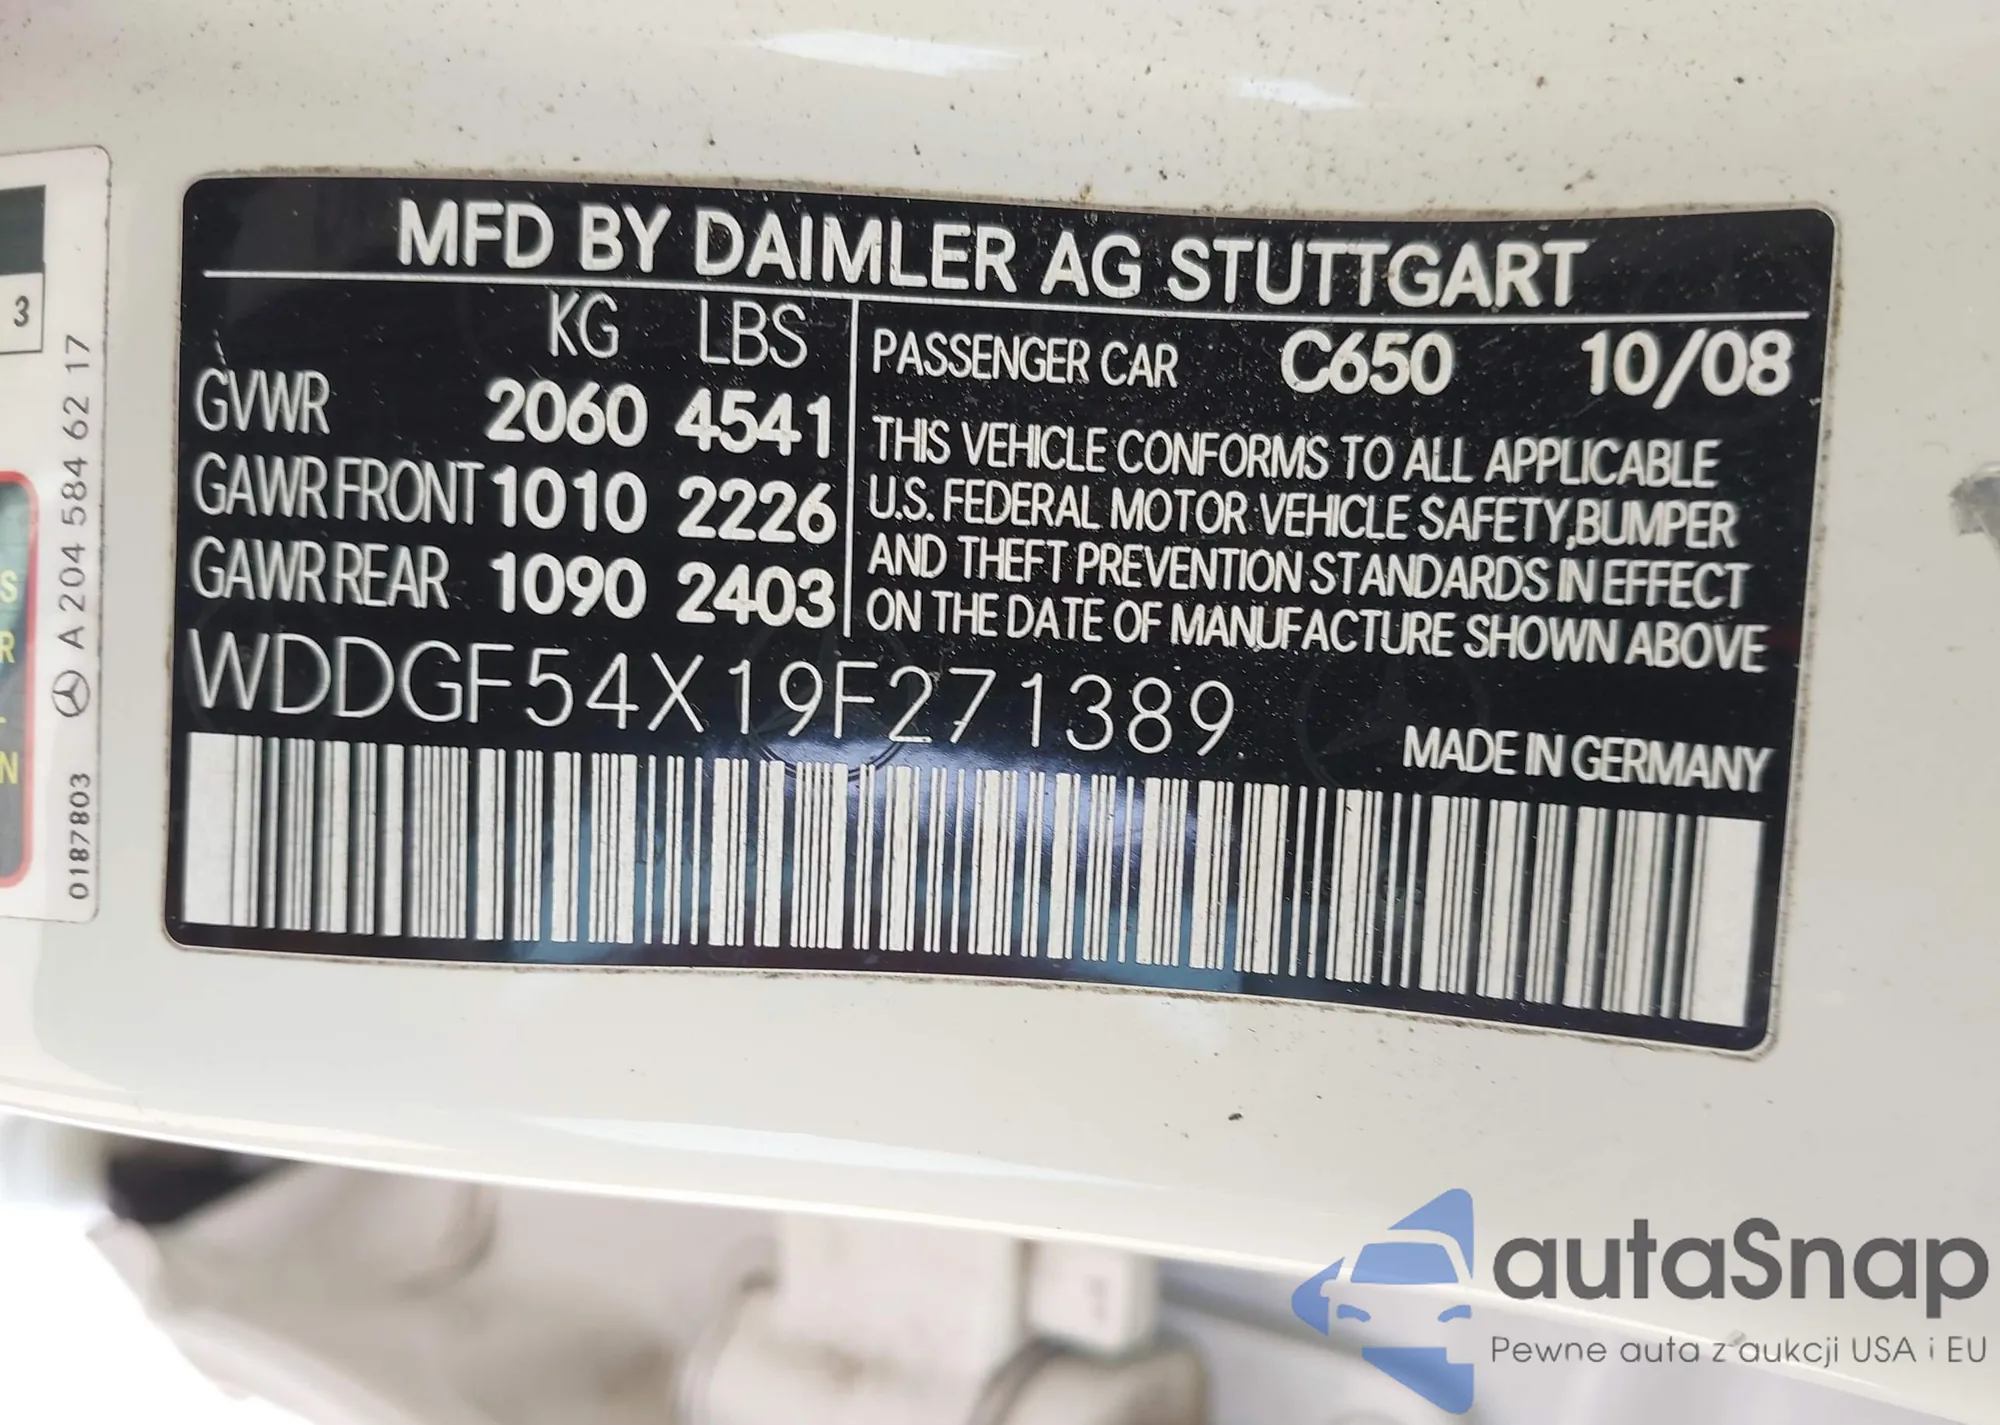 MFD BY DAIMLER AG STUTTGART
KG LBS
GVWR 2060 4541
GAWR FRONT 1010 2226
GAWR REAR 1090 2403
PASSENGER CAR C650 10/08
THIS VEHICLE CONFORMS TO ALL APPLICABLE
U.S. FEDERAL MOTOR VEHICLE SAFETY,BUMPER
AND THEFT PREVENTION STANDARDS IN EFFECT
ON THE DATE OF MANUFACTURE SHOWN ABOVE
WDDGF54X19F271389
MADE IN GERMANY
3
A 204 584 62 17
0187803
S
R
N
autaSnap
Pewne auta z aukcji USA i EU